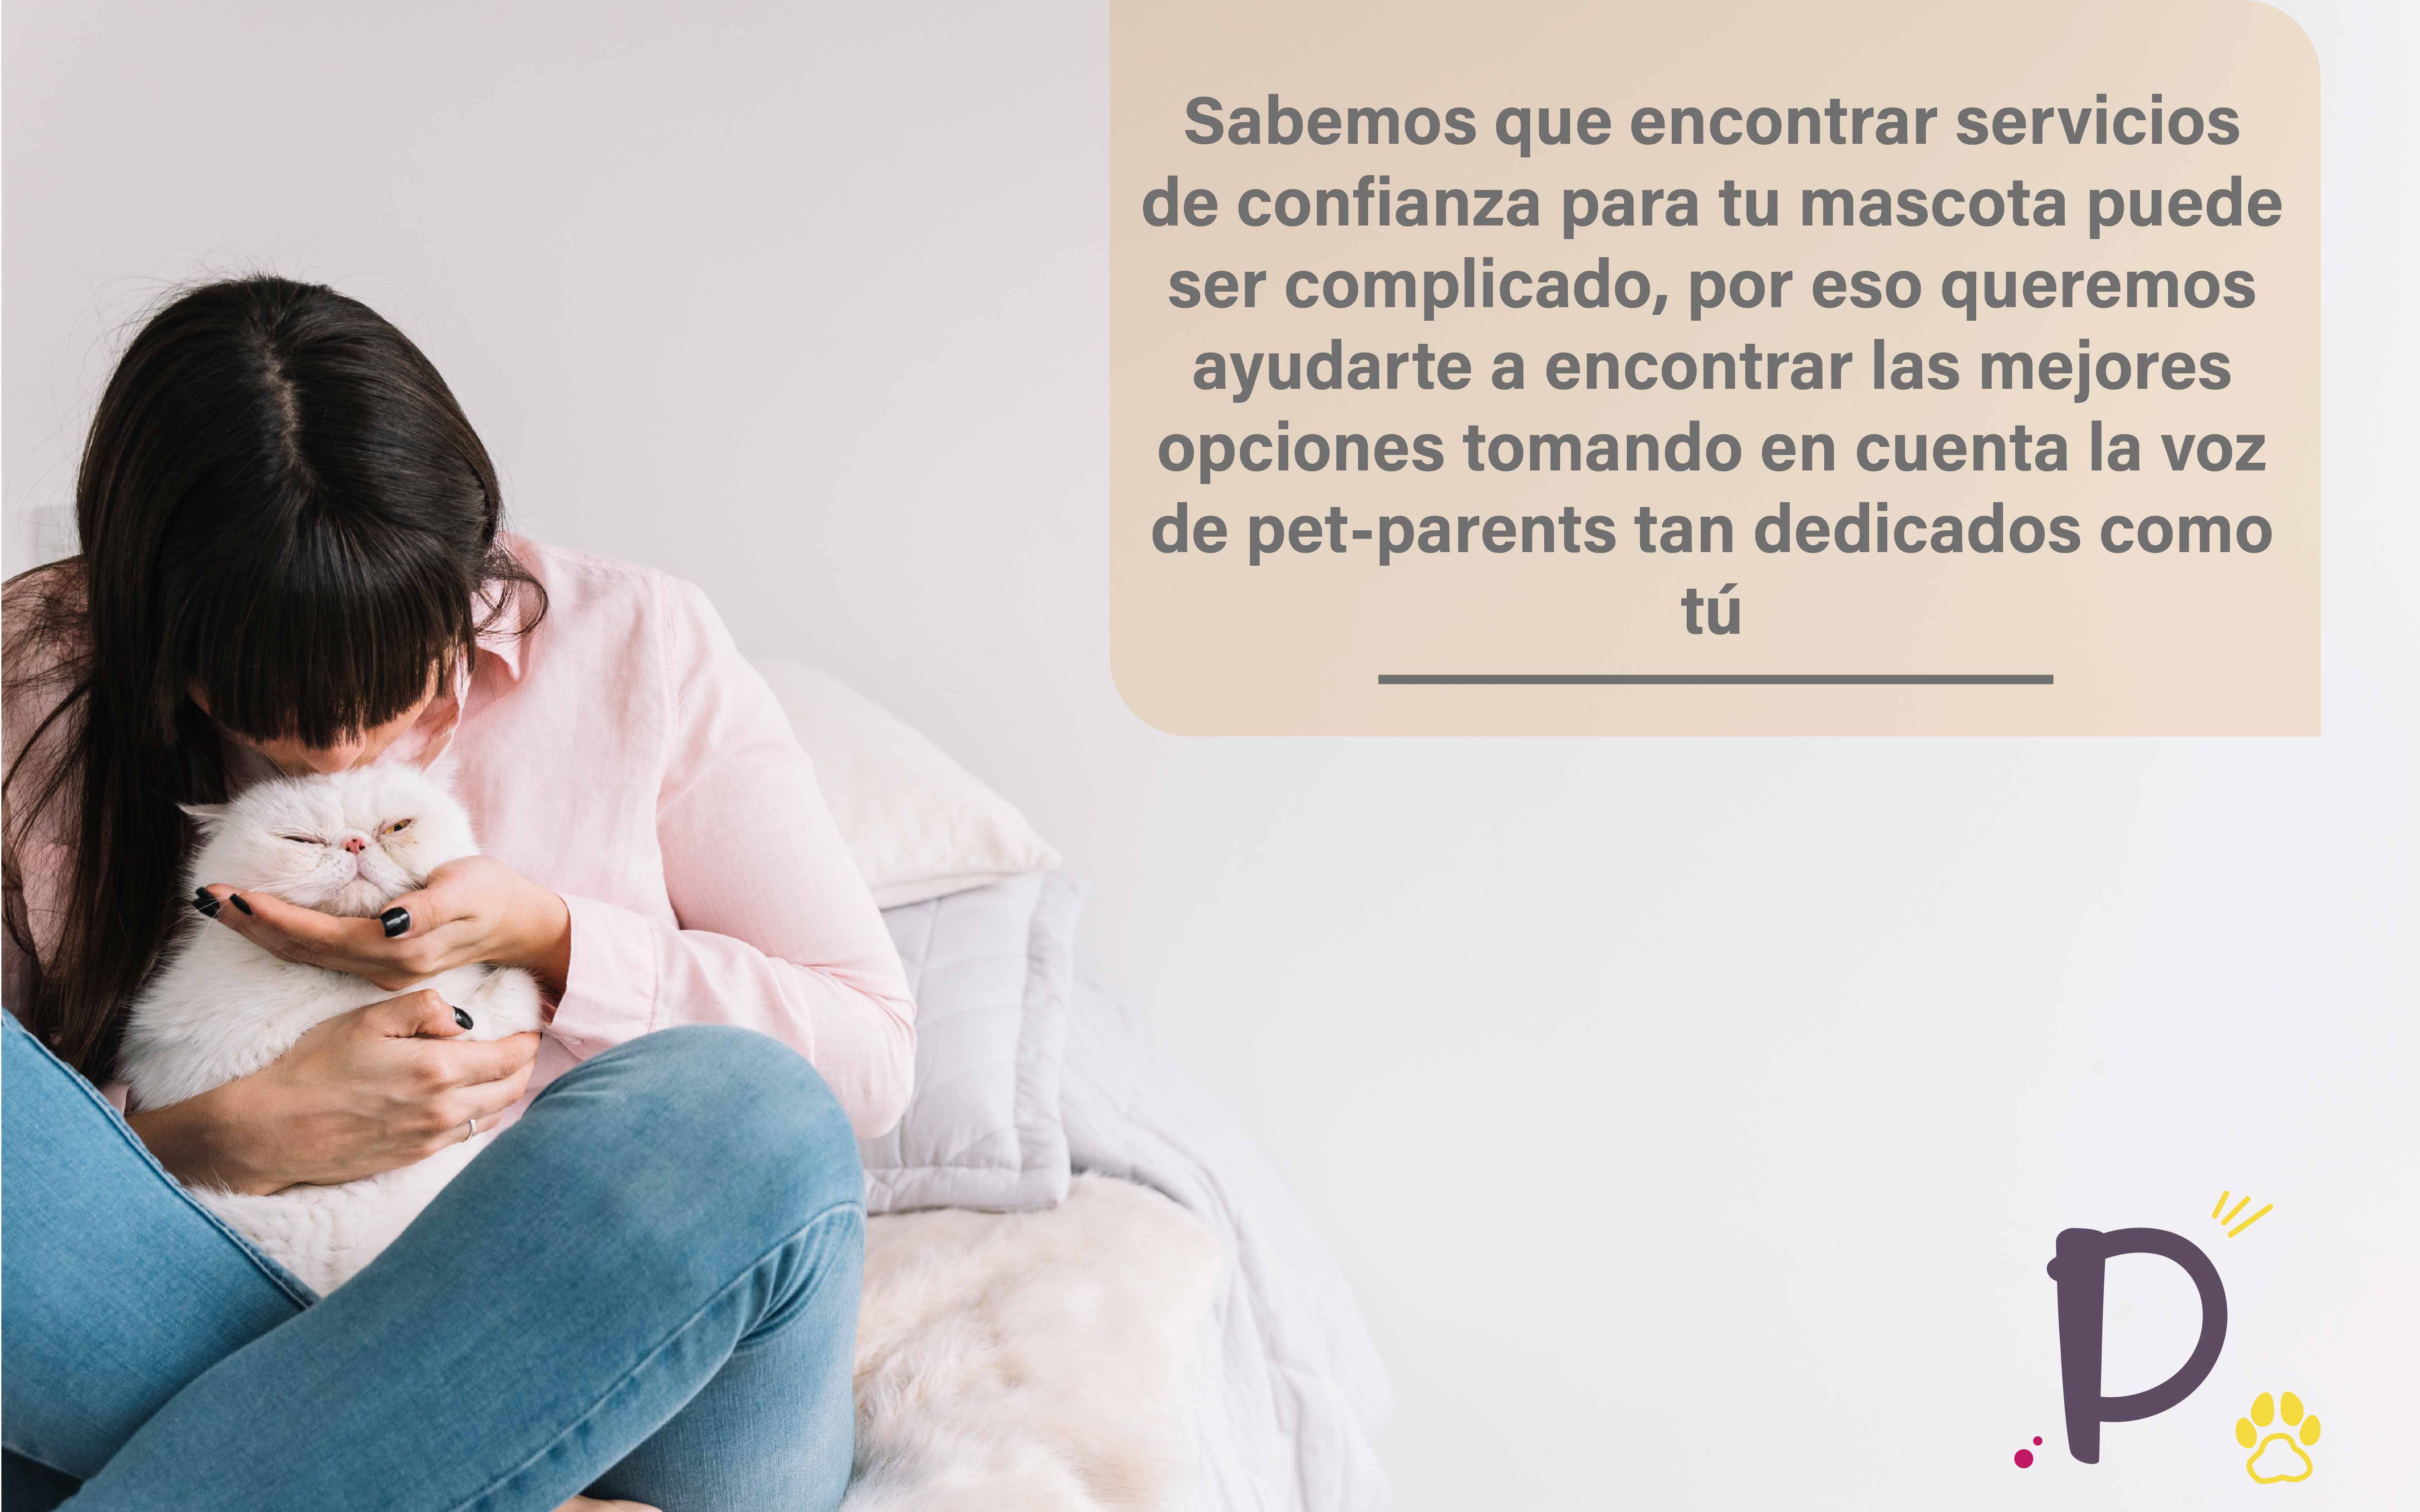 Sabemos que encontrar servicios
de confianza para tu mascota puede
ser complicado, por eso queremos
ayudarte a encontrar las mejores
opciones tomando en cuenta la voz
de pet-parents tan dedicados como
tú
P